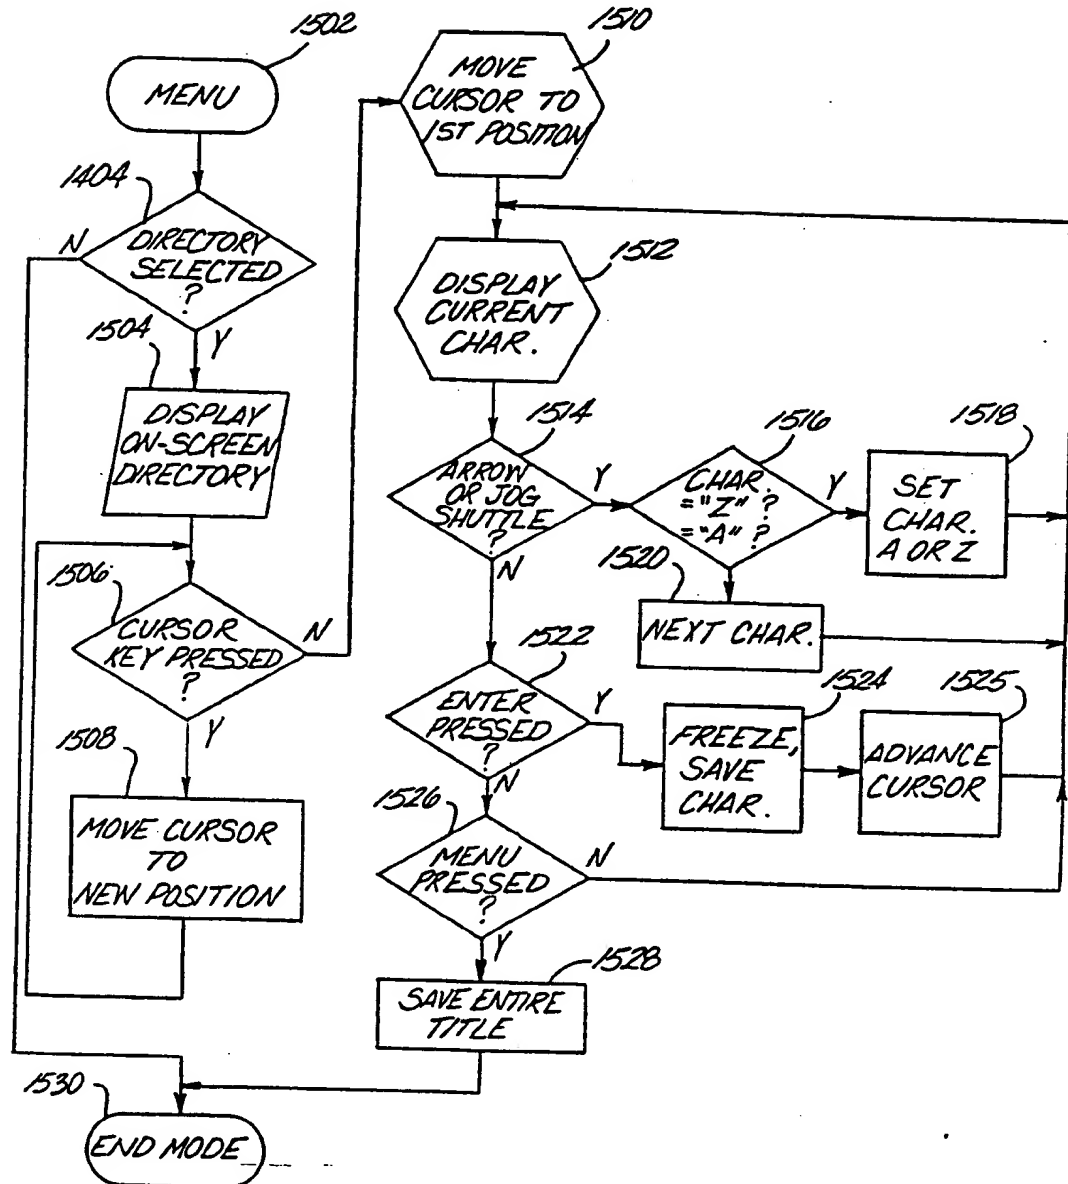 1502
MENU
1404
N
DIRECTORY
SELECTED
?
Y
1504
DISPLAY
ON-SCREEN
DIRECTORY
1506
CURSOR
KEY PRESSED
?
N
Y
1508
MOVE CURSOR
TO
NEW POSITION
1510
MOVE
CURSOR TO
1ST POSITION
1512
DISPLAY
CURRENT
CHAR.
1514
ARROW
OR JOG
SHUTTLE
?
Y
N
1516
CHAR.
="Z" ?
="A" ?
Y
1518
SET
CHAR.
A OR Z
1520
NEXT CHAR.
1522
ENTER
PRESSED
?
Y
N
1524
FREEZE,
SAVE
CHAR.
1525
ADVANCE
CURSOR
1526
MENU
PRESSED
?
N
Y
1528
SAVE ENTIRE
TITLE
1530
END MODE